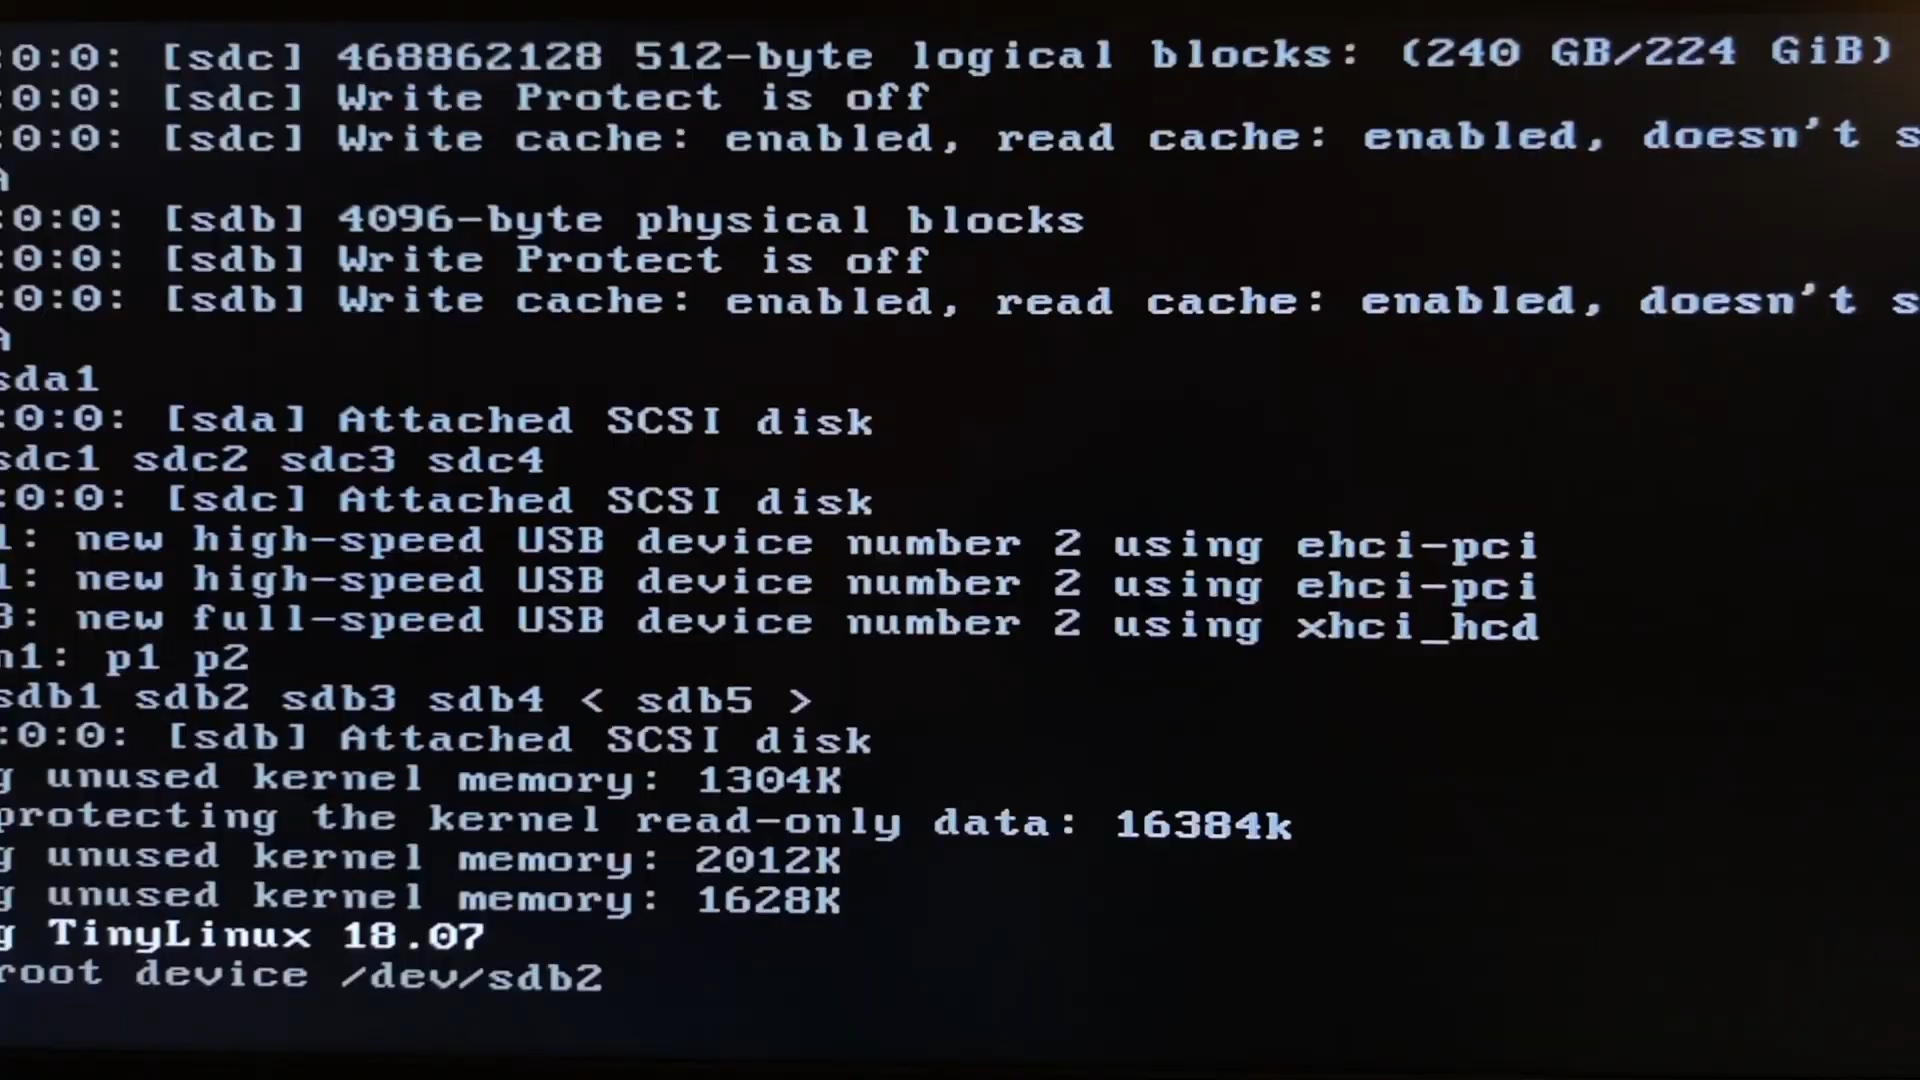 :0:0: [sdc] 468862128 512-byte logical blocks: (240 GB/224 GiB)
:0:0: [sdc] Write Protect is off
:0:0: [sdc] Write cache: enabled, read cache: enabled, doesn't s
A
:0:0: [sdb] 4096-byte physical blocks
:0:0: [sdb] Write Protect is off
:0:0: [sdb] Write cache: enabled, read cache: enabled, doesn't s
A
sda1
:0:0: [sda] Attached SCSI disk
sdc1 sdc2 sdc3 sdc4
:0:0: [sdc] Attached SCSI disk
1: new high-speed USB device number 2 using ehci-pci
1: new high-speed USB device number 2 using ehci-pci
3: new full-speed USB device number 2 using xhci_hcd
n1: p1 p2
sdb1 sdb2 sdb3 sdb4 < sdb5 >
:0:0: [sdb] Attached SCSI disk
g unused kernel memory: 1304K
protecting the kernel read-only data: 16384k
g unused kernel memory: 2012K
g unused kernel memory: 1628K
g TinyLinux 18.07
root device /dev/sdb2